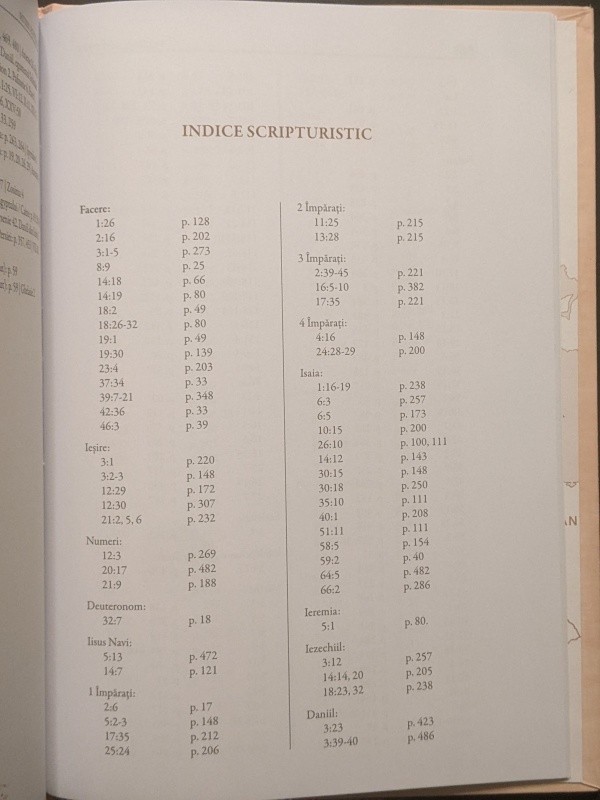 INDICE SCRIPTURISTIC
Facere:
1:26 p. 128
2:16 p. 202
3:1-5 p. 273
8:9 p. 25
14:18 p. 66
14:19 p. 80
18:2 p. 49
18:26-32 p. 80
19:1 p. 49
19:30 p. 139
23:4 p. 203
37:34 p. 33
39:7-21 p. 348
42:36 p. 33
46:3 p. 39
Ieșire:
3:1 p. 220
3:2-3 p. 148
12:29 p. 172
12:30 p. 307
21:2, 5, 6 p. 232
Numeri:
12:3 p. 269
20:17 p. 482
21:9 p. 188
Deuteronom:
32:7 p. 18
Iisus Navi:
5:13 p. 472
14:7 p. 121
1 Împărați:
2:6 p. 17
5:2-3 p. 148
17:35 p. 212
25:24 p. 206
2 Împărați:
11:25 p. 215
13:28 p. 215
3 Împărați:
2:39-45 p. 221
16:5-10 p. 382
17:35 p. 221
4 Împărați:
4:16 p. 148
24:28-29 p. 200
Isaia:
1:16-19 p. 238
6:3 p. 257
6:5 p. 173
10:15 p. 200
26:10 p. 100, 111
14:12 p. 143
30:15 p. 148
30:18 p. 250
35:10 p. 111
40:1 p. 208
51:11 p. 111
58:5 p. 154
59:2 p. 40
64:5 p. 482
66:2 p. 286
Ieremia:
5:1 p. 80.
Iezechiil:
3:12 p. 257
14:14, 20 p. 205
18:23, 32 p. 238
Daniil:
3:23 p. 423
3:39-40 p. 486
AN